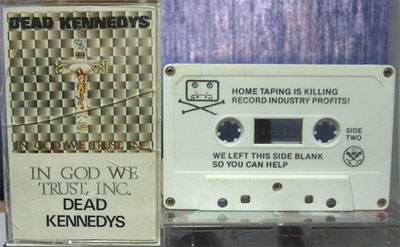 DEAD KENNEDYS
IN GOD WE TRUST, INC.
IN GOD WE
TRUST, INC.
DEAD
KENNEDYS
HOME TAPING IS KILLING
RECORD INDUSTRY PROFITS!
SIDE
TWO
WE LEFT THIS SIDE BLANK
SO YOU CAN HELP